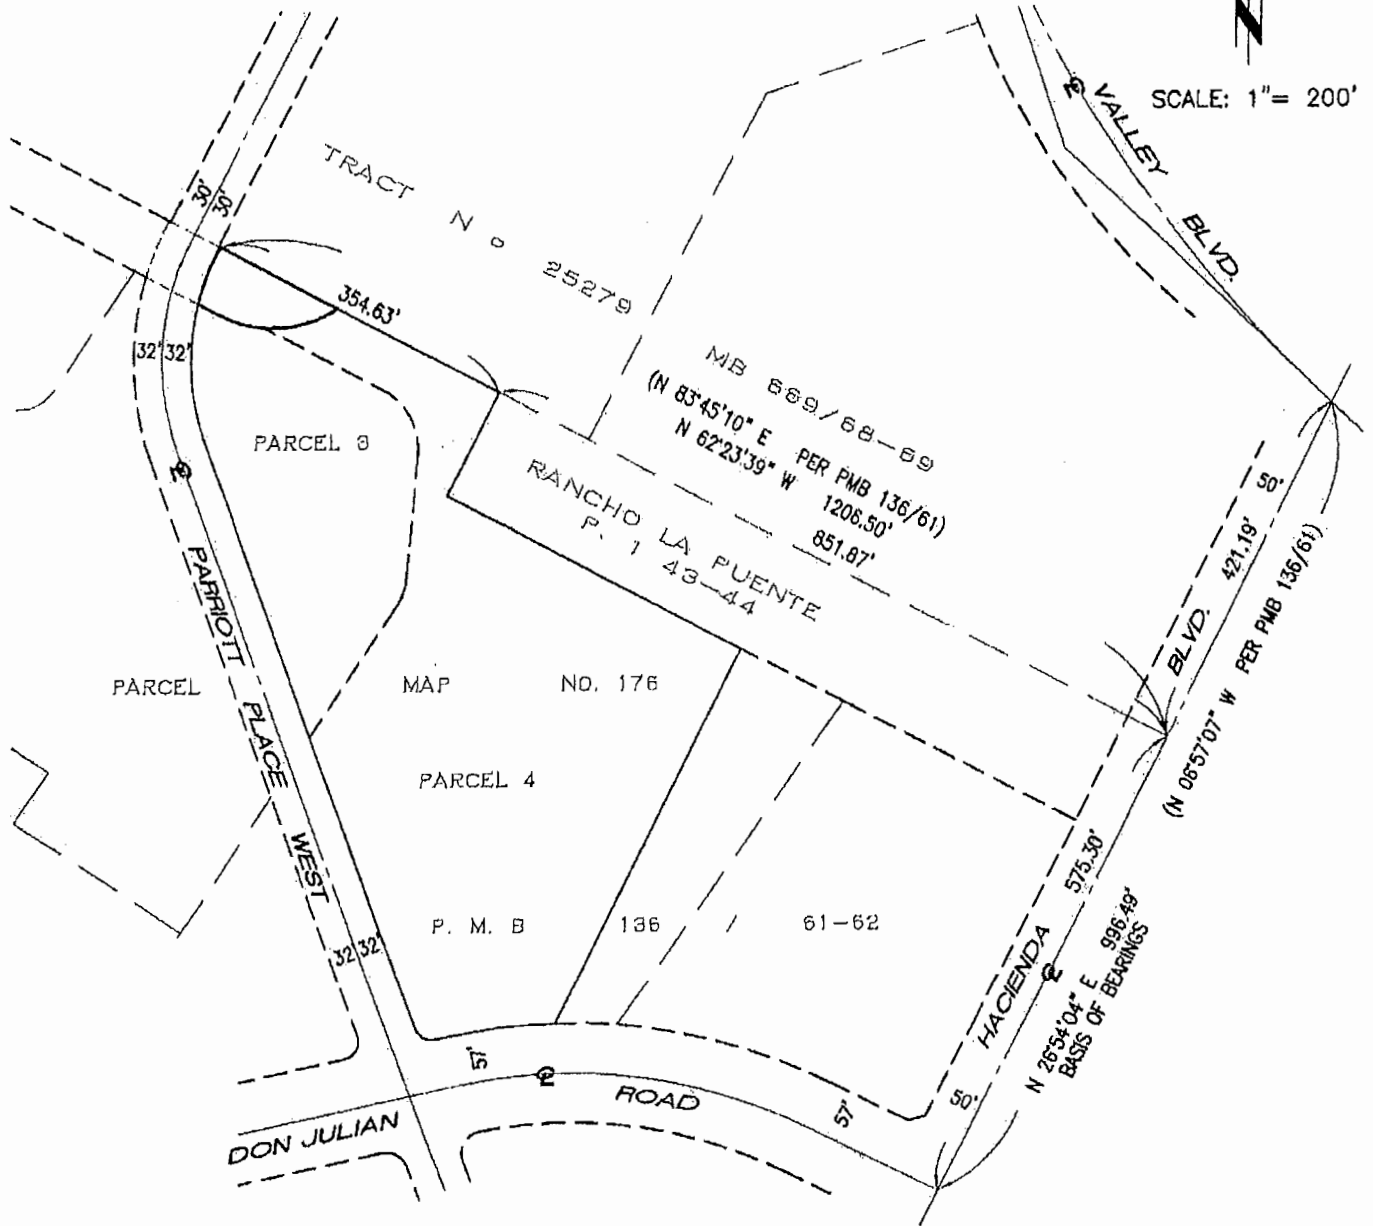 N
SCALE: 1"= 200'
VALLEY BLVD.
30' 30'
TRACT No 25279
354.63'
32' 32'
MB 669/68-69
(N 83°45'10" E PER PMB 136/61)
N 62°23'39" W 1206.50'
851.87'
RANCHO LA PUENTE
P. 1 43-44
PARCEL 3
50'
421.19'
BLVD.
(N 06°57'07" W PER PMB 136/61)
PARRIOTT PLACE WEST
PARCEL MAP NO. 176
PARCEL 4
P. M. B 136 / 61-62
32' 32'
575.30'
HACIENDA
N 26°54'04" E 996.49'
BASIS OF BEARINGS
50'
57'
57'
DON JULIAN ROAD